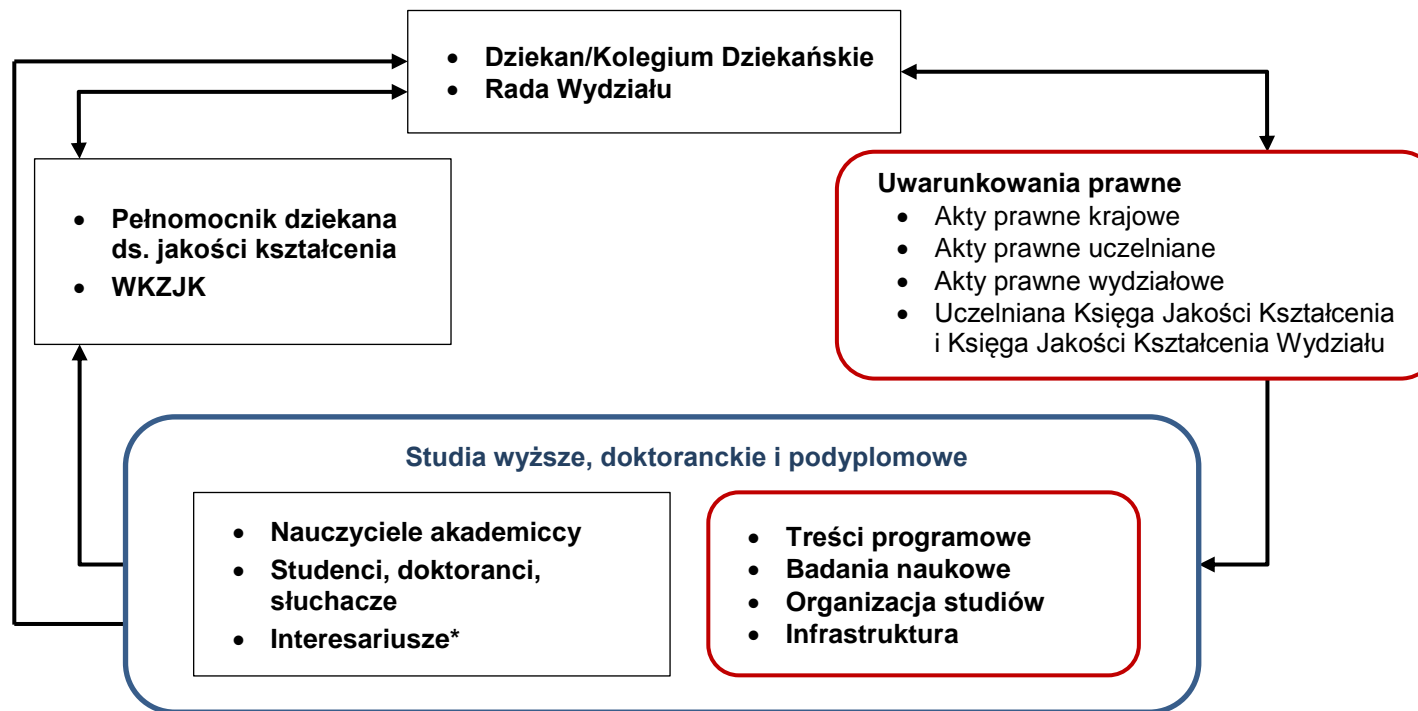 • Dziekan/Kolegium Dziekańskie
• Rada Wydziału
• Pełnomocnik dziekana
ds. jakości kształcenia
• WKZJK
Uwarunkowania prawne
• Akty prawne krajowe
• Akty prawne uczelniane
• Akty prawne wydziałowe
• Uczelniana Księga Jakości Kształcenia
i Księga Jakości Kształcenia Wydziału
Studia wyższe, doktoranckie i podyplomowe
• Nauczyciele akademiccy
• Studenci, doktoranci,
słuchacze
• Interesariusze*
• Treści programowe
• Badania naukowe
• Organizacja studiów
• Infrastruktura